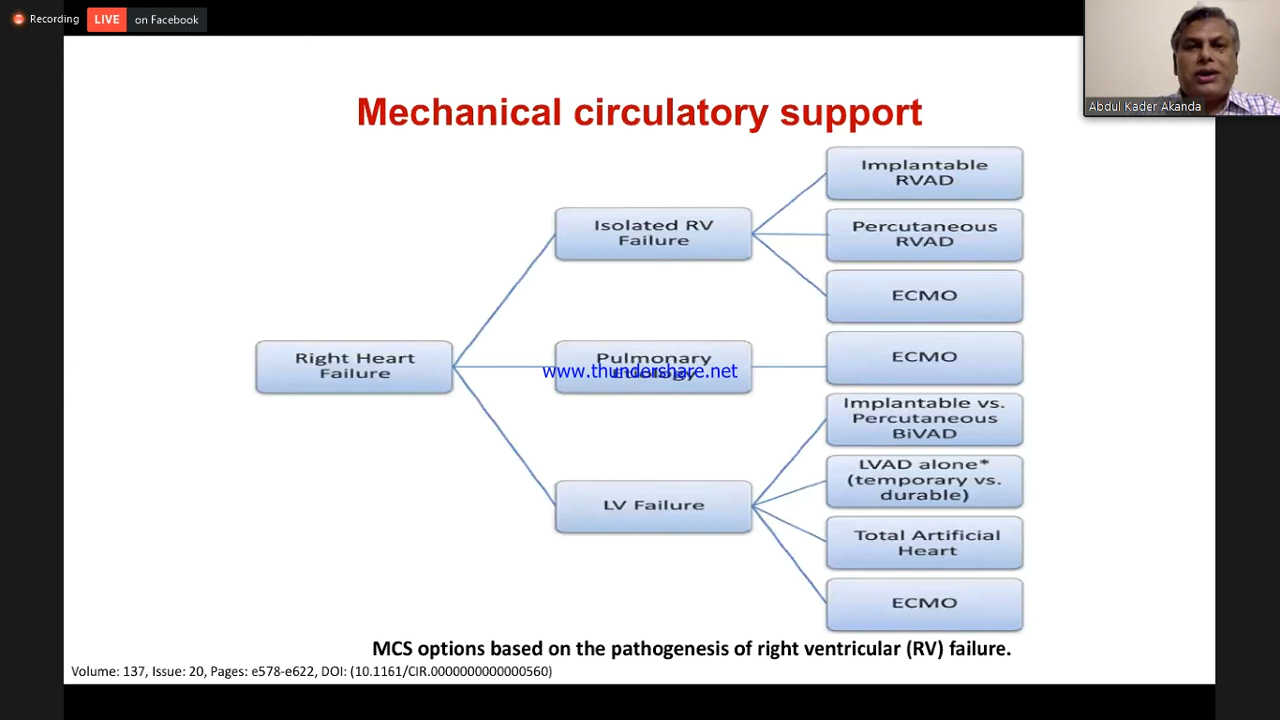 Recording
LIVE on Facebook
Abdul Kader Akanda
Mechanical circulatory support
Right Heart
Failure
Isolated RV
Failure
Implantable
RVAD
Percutaneous
RVAD
ECMO
Pulmonary
Etiology
www.thundershare.net
ECMO
LV Failure
Implantable vs.
Percutaneous
BiVAD
LVAD alone*
(temporary vs.
durable)
Total Artificial
Heart
ECMO
MCS options based on the pathogenesis of right ventricular (RV) failure.
Volume: 137, Issue: 20, Pages: e578-e622, DOI: (10.1161/CIR.0000000000000560)